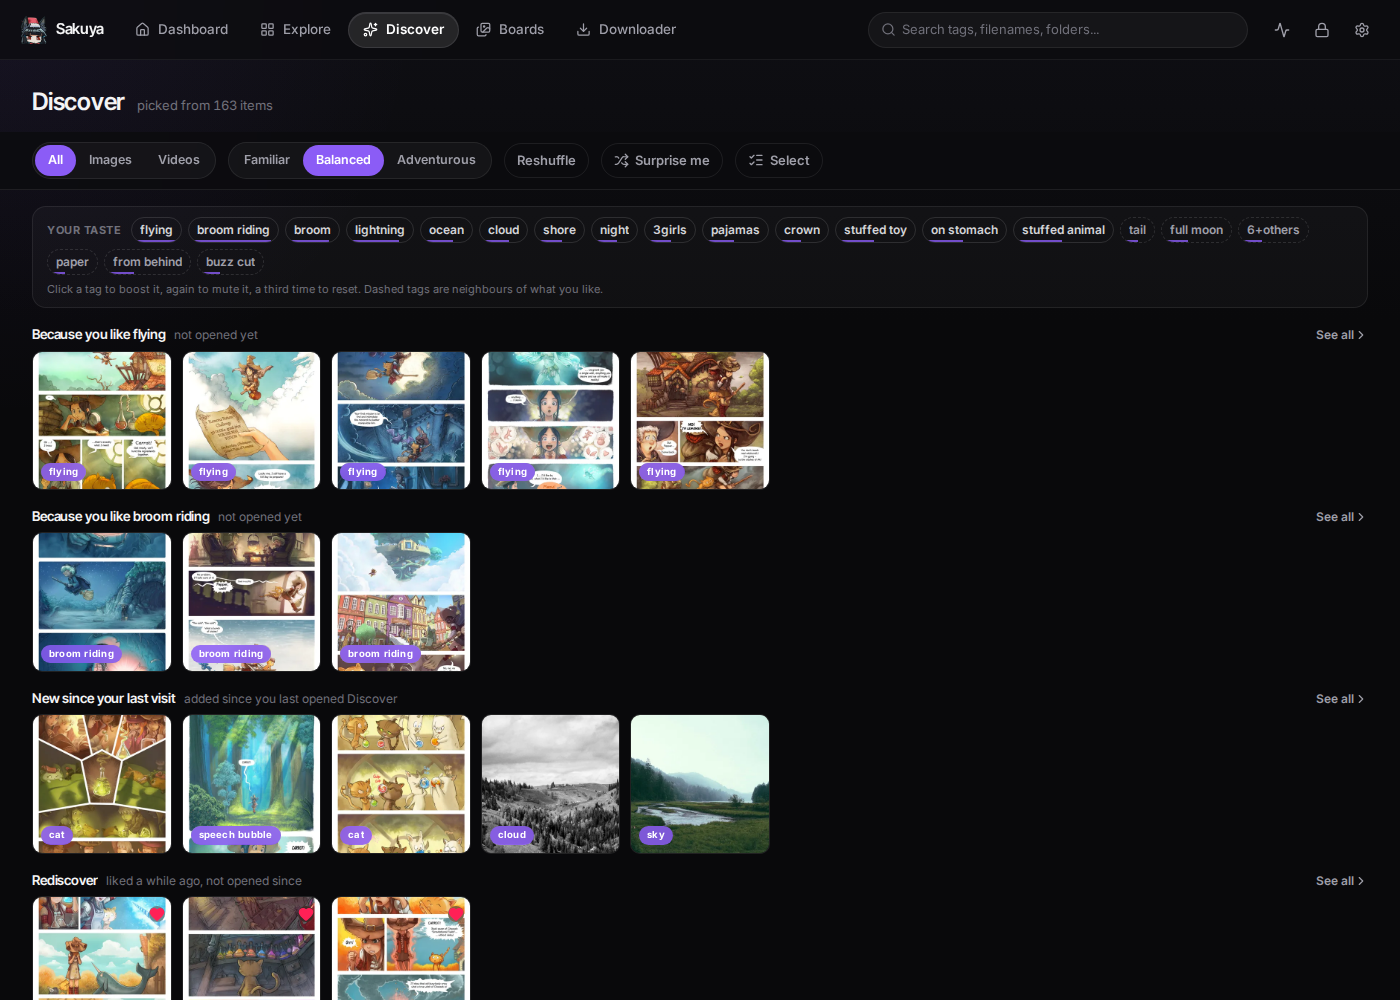 Sakuya
Dashboard
Explore
Discover
Boards
Downloader
Search tags, filenames, folders...
Discover
picked from 163 items
All
Images
Videos
Familiar
Balanced
Adventurous
Reshuffle
Surprise me
Select
YOUR TASTE
flying
broom riding
broom
lightning
ocean
cloud
shore
night
3girls
pajamas
crown
stuffed toy
on stomach
stuffed animal
tail
full moon
6+others
paper
from behind
buzz cut
Click a tag to boost it, again to mute it, a third time to reset. Dashed tags are neighbours of what you like.
Because you like flying
not opened yet
See all
flying
flying
flying
flying
flying
Because you like broom riding
not opened yet
See all
broom riding
broom riding
broom riding
New since your last visit
added since you last opened Discover
See all
cat
speech bubble
cat
cloud
sky
Rediscover
liked a while ago, not opened since
See all